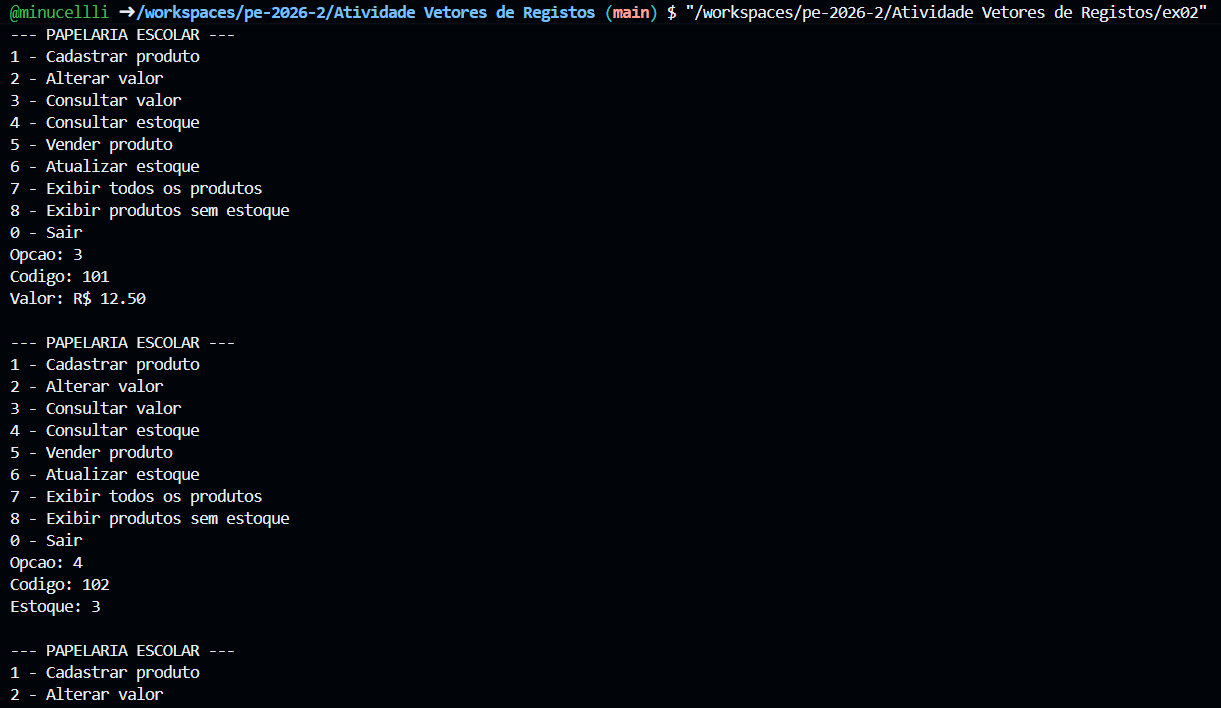 @minucellli ➜/workspaces/pe-2026-2/Atividade Vetores de Registos (main) $ "/workspaces/pe-2026-2/Atividade Vetores de Registos/ex02"
--- PAPELARIA ESCOLAR ---
1 - Cadastrar produto
2 - Alterar valor
3 - Consultar valor
4 - Consultar estoque
5 - Vender produto
6 - Atualizar estoque
7 - Exibir todos os produtos
8 - Exibir produtos sem estoque
0 - Sair
Opcao: 3
Codigo: 101
Valor: R$ 12.50

--- PAPELARIA ESCOLAR ---
1 - Cadastrar produto
2 - Alterar valor
3 - Consultar valor
4 - Consultar estoque
5 - Vender produto
6 - Atualizar estoque
7 - Exibir todos os produtos
8 - Exibir produtos sem estoque
0 - Sair
Opcao: 4
Codigo: 102
Estoque: 3

--- PAPELARIA ESCOLAR ---
1 - Cadastrar produto
2 - Alterar valor